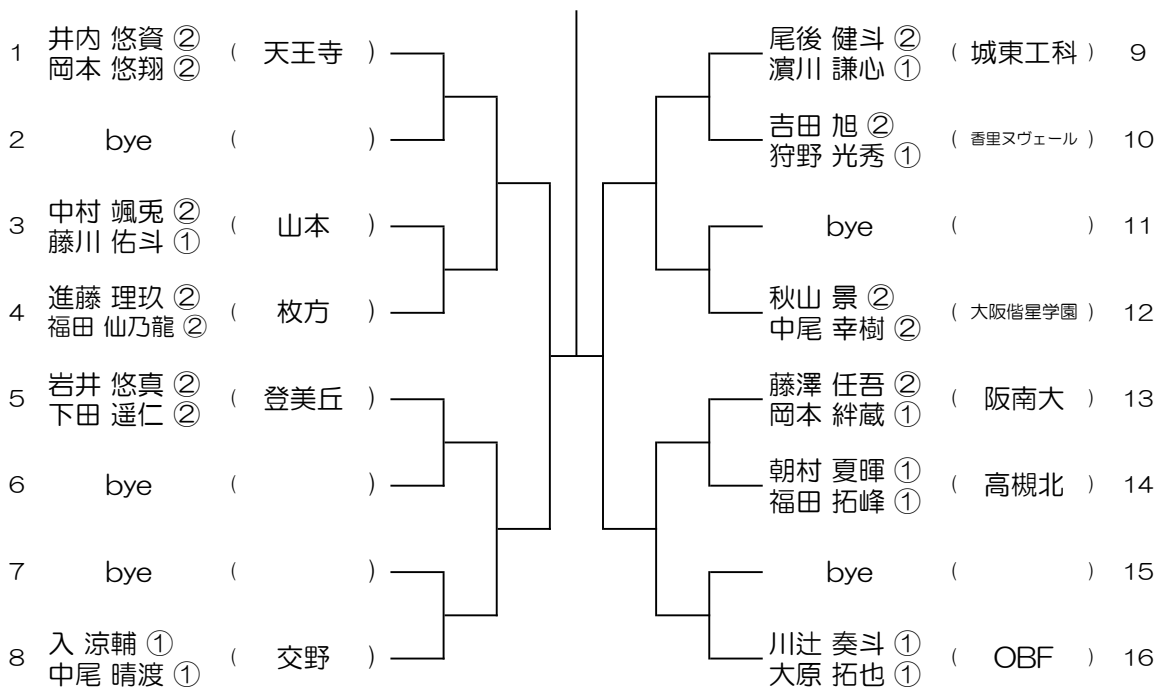 1 井内 悠資 ② ( 天王寺 )
岡本 悠翔 ②
2 bye ( )
3 中村 颯兎 ② ( 山本 )
藤川 佑斗 ①
4 進藤 理玖 ② ( 枚方 )
福田 仙乃龍 ②
5 岩井 悠真 ② ( 登美丘 )
下田 遥仁 ②
6 bye ( )
7 bye ( )
8 入 涼輔 ① ( 交野 )
中尾 晴渡 ①
尾後 健斗 ② ( 城東工科 ) 9
濵川 謙心 ①
吉田 旭 ② ( 香里ヌヴェール ) 10
狩野 光秀 ①
bye ( ) 11
秋山 景 ② ( 大阪偕星学園 ) 12
中尾 幸樹 ②
藤澤 任吾 ② ( 阪南大 ) 13
岡本 絆蔵 ①
朝村 夏暉 ① ( 高槻北 ) 14
福田 拓峰 ①
bye ( ) 15
川辻 奏斗 ① ( OBF ) 16
大原 拓也 ①